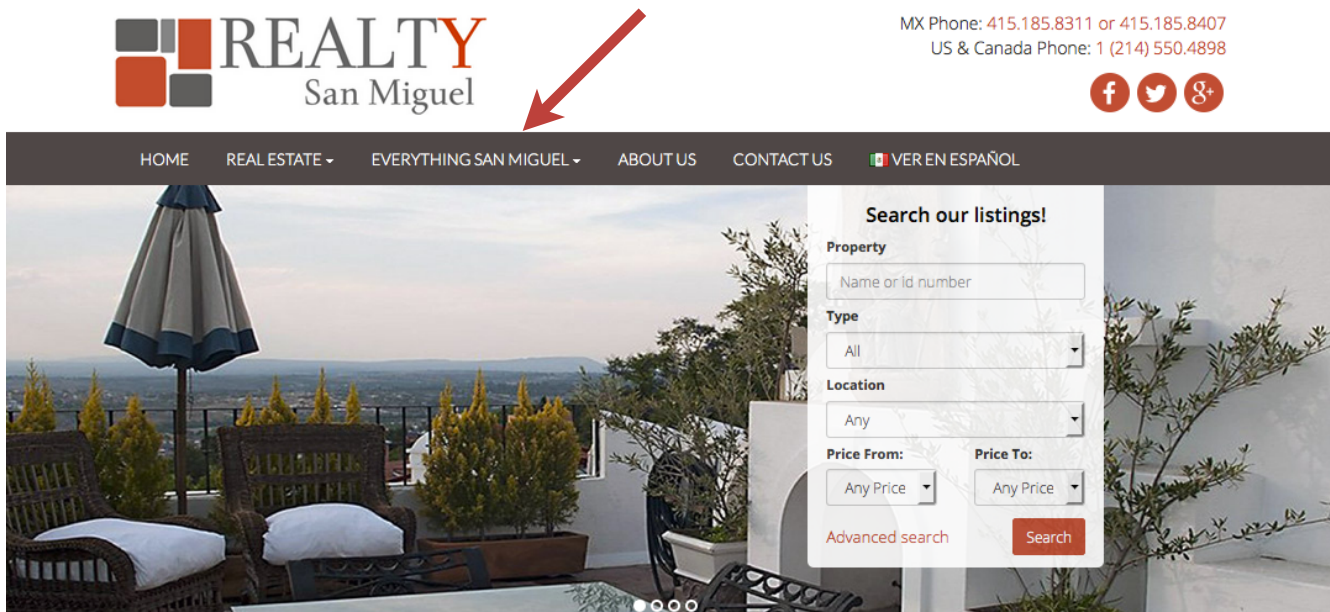 REALTY
San Miguel
MX Phone: 415.185.8311 or 415.185.8407
US & Canada Phone: 1 (214) 550.4898
f g+
HOME REAL ESTATE EVERYTHING SAN MIGUEL ABOUT US CONTACT US VER EN ESPAÑOL
Search our listings!
Property
Name or id number
Type
All
Location
Any
Price From: Price To:
Any Price Any Price
Advanced search Search